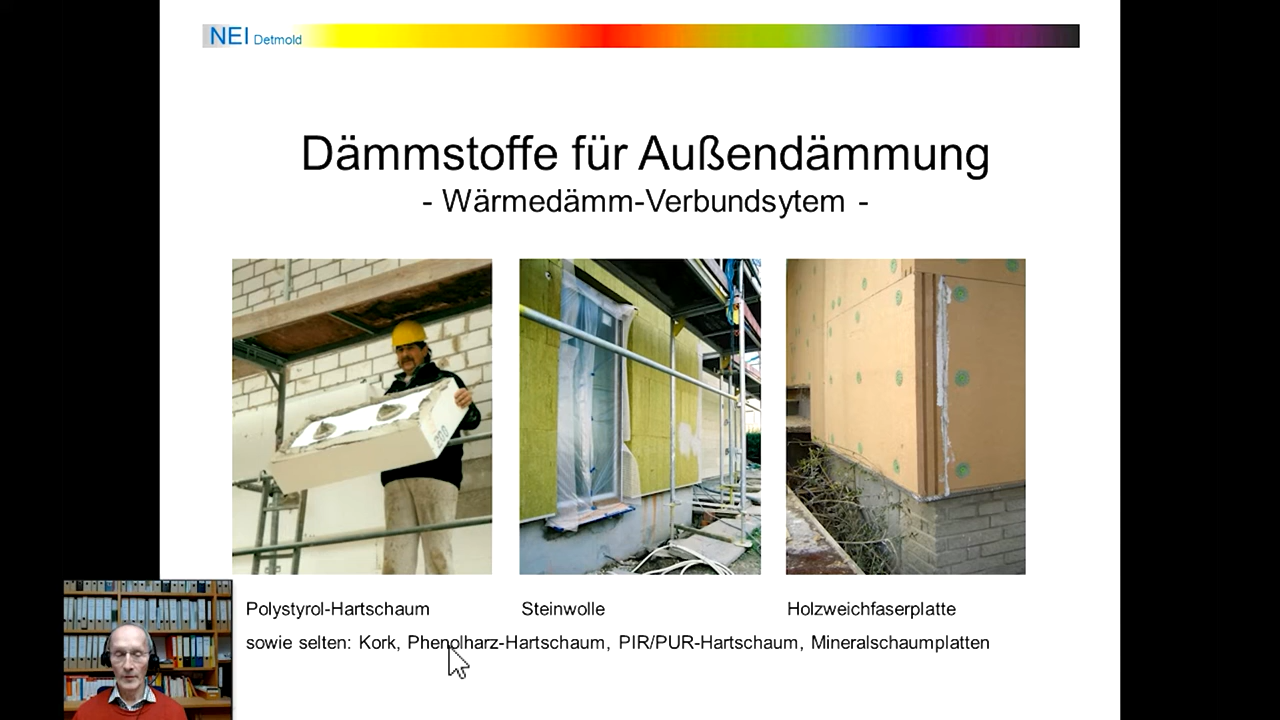 NEI Detmold
Dämmstoffe für Außendämmung
- Wärmedämm-Verbundsytem -
200
Polystyrol-Hartschaum
Steinwolle
Holzweichfaserplatte
sowie selten: Kork, Phenolharz-Hartschaum, PIR/PUR-Hartschaum, Mineralschaumplatten